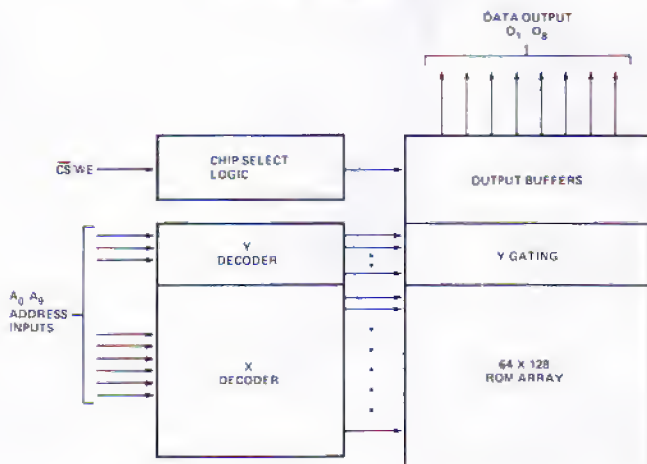 DATA OUTPUT
O₁ O₈
CS̅ WE
CHIP SELECT
LOGIC
OUTPUT BUFFERS
Y
DECODER
Y GATING
A₀ A₉
ADDRESS
INPUTS
X
DECODER
64 X 128
ROM ARRAY